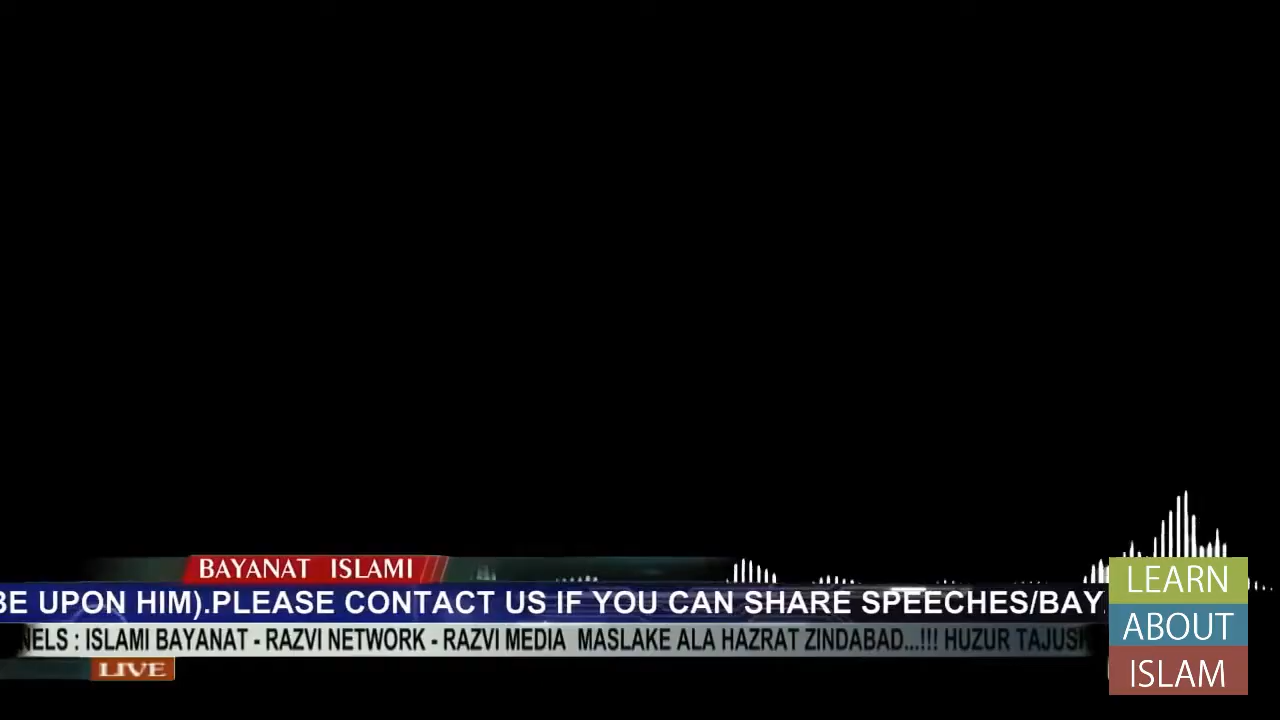 BAYANAT ISLAMI
BE UPON HIM).PLEASE CONTACT US IF YOU CAN SHARE SPEECHES/BAY
NELS : ISLAMI BAYANAT - RAZVI NETWORK - RAZVI MEDIA MASLAKE ALA HAZRAT ZINDABAD...!!! HUZUR TAJUSH
LIVE
LEARN
ABOUT
ISLAM